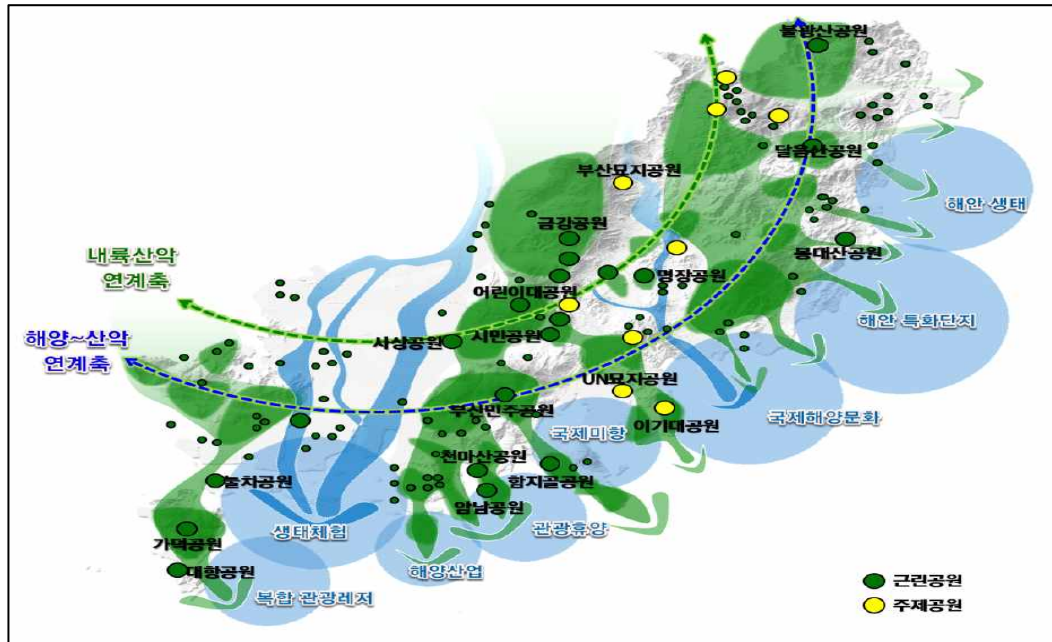 불광산공원
달음산공원
부산묘지공원
해안 생태
금강공원
내륙산악
연계축
명장공원
봉대산공원
어린이대공원
해안 특화단지
해양~산악
연계축
사상공원
시민공원
UN묘지공원
부산민주공원
이기대공원
국제해양문화
국제미항
천마산공원
함지골공원
눌차공원
암남공원
생태체험
관광휴양
가덕공원
해양산업
대항공원
복합 관광레저
근린공원
주제공원